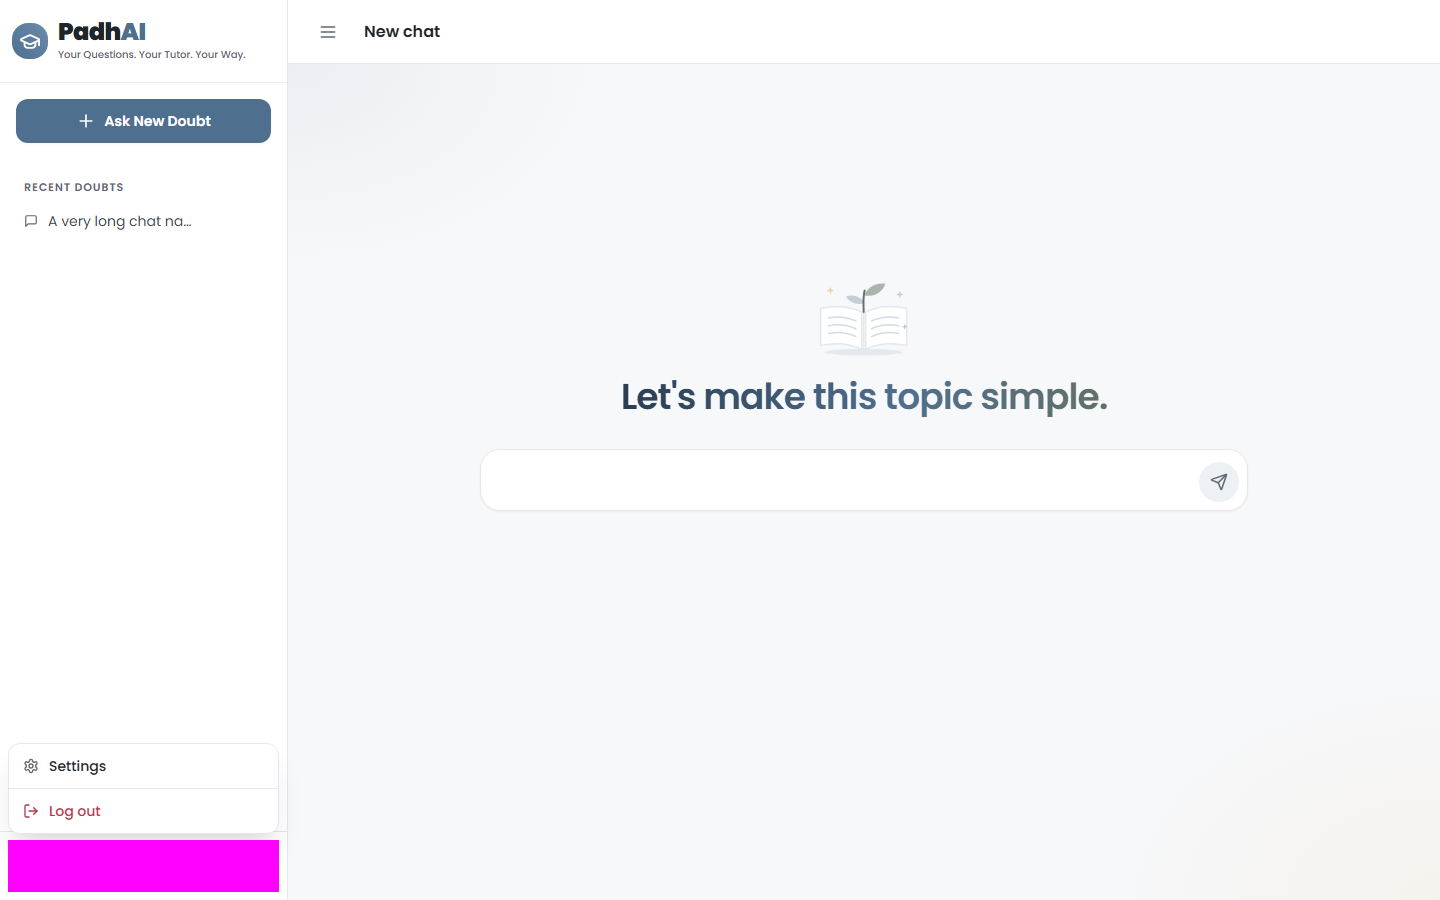 PadhAI
Your Questions. Your Tutor. Your Way.
Ask New Doubt
RECENT DOUBTS
A very long chat na...
Settings
Log out
New chat
Let's make this topic simple.